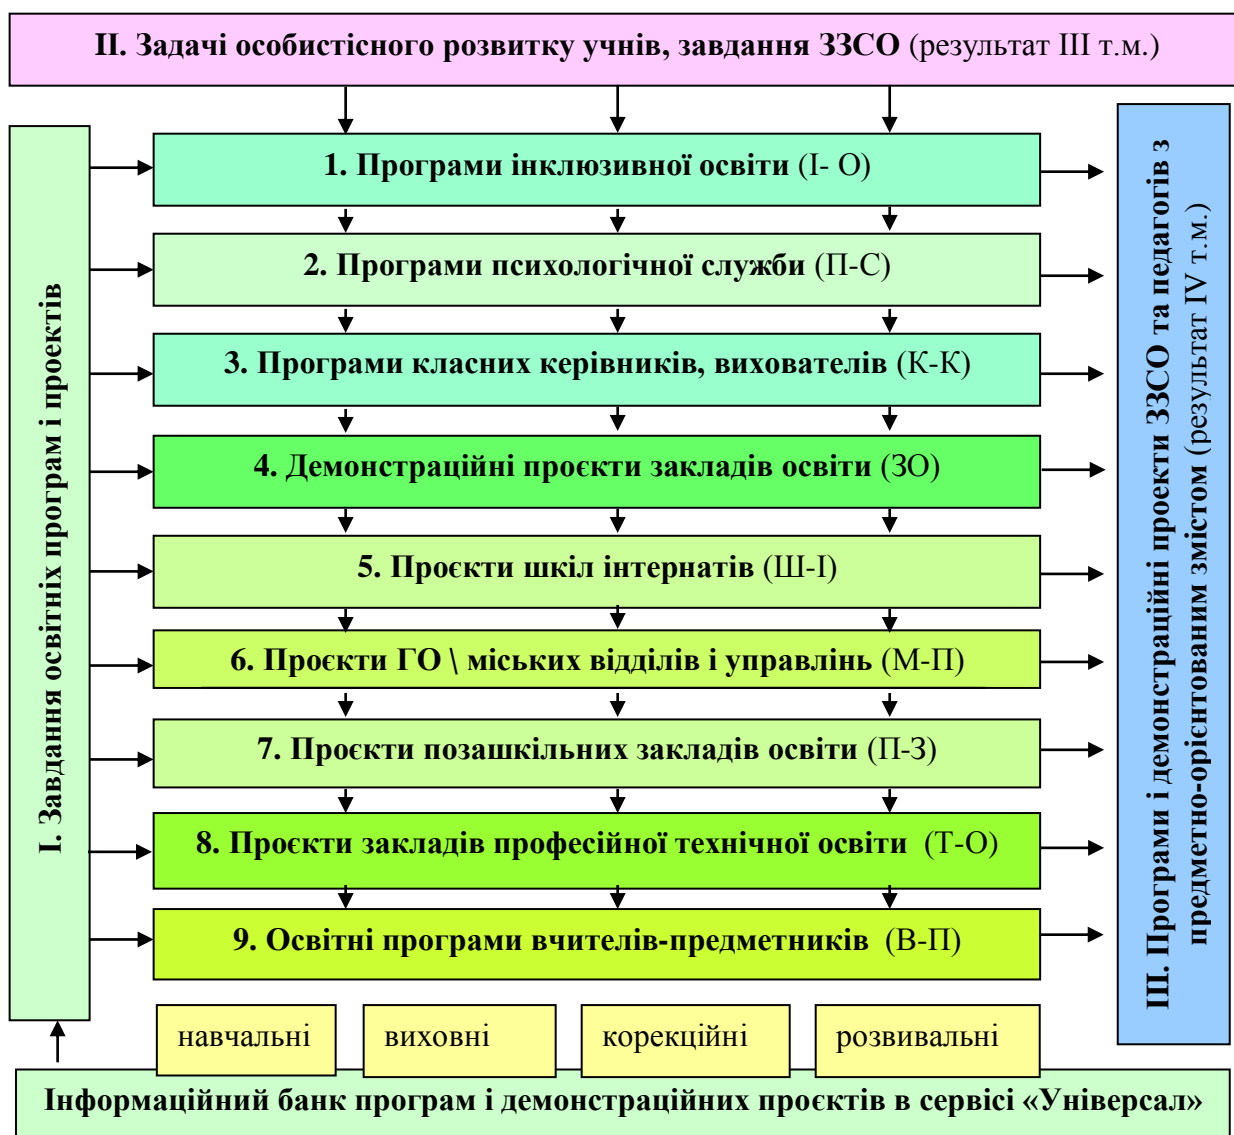 ІІ. Задачі особистісного розвитку учнів, завдання ЗЗСО (результат ІІІ т.м.)
І. Завдання освітніх програм і проектів
1. Програми інклюзивної освіти (І- О)
2. Програми психологічної служби (П-С)
3. Програми класних керівників, вихователів (К-К)
4. Демонстраційні проєкти закладів освіти (ЗО)
5. Проєкти шкіл інтернатів (Ш-І)
6. Проєкти ГО \ міських відділів і управлінь (М-П)
7. Проєкти позашкільних закладів освіти (П-З)
8. Проєкти закладів професійної технічної освіти (Т-О)
9. Освітні програми вчителів-предметників (В-П)
ІІІ. Програми і демонстраційні проекти ЗЗСО та педагогів з
предметно-орієнтованим змістом (результат IV т.м.)
навчальні
виховні
корекційні
розвивальні
Інформаційний банк програм і демонстраційних проєктів в сервісі «Універсал»